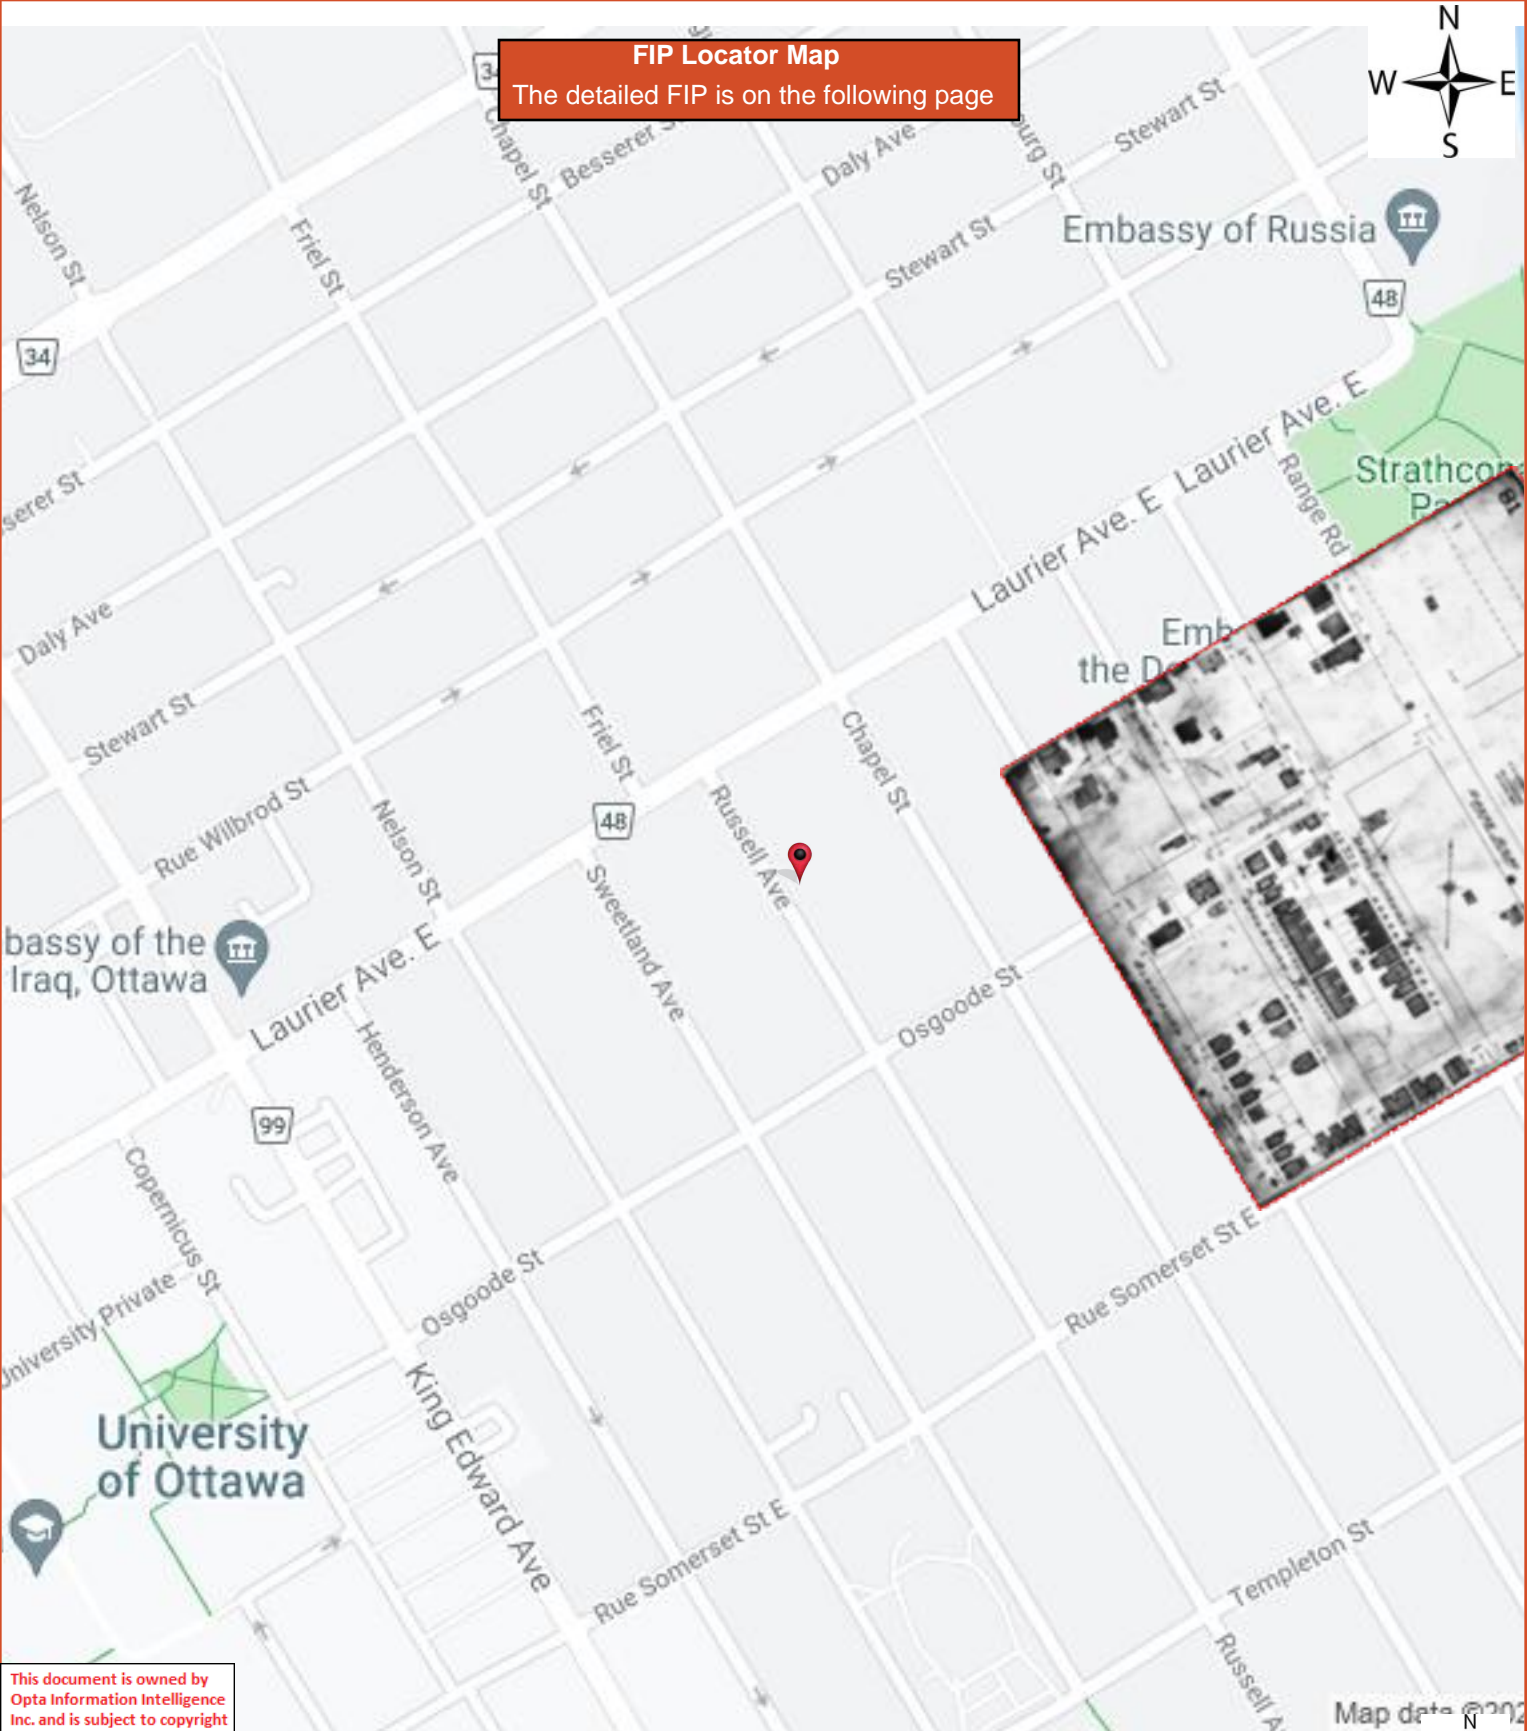 N
W E
S
FIP Locator Map
The detailed FIP is on the following page
34
Chapel St
Besserer
Daly Ave
Stewart St
Nelson St
Friel St
Stewart St
Embassy of Russia
48
34
Laurier Ave. E
Laurier Ave. E
Range Rd
Daly Ave
Stewart St
Rue Wilbrod St
Nelson St
Friel St
48
Russell Ave
Chapel St
Sweetland Ave
Osgoode St
Iraq, Ottawa
Laurier Ave. E
Henderson Ave
99
Copernicus St
University Private
Osgoode St
King Edward Ave
Rue Somerset St E
University
of Ottawa
Rue Somerset St E
Templeton St
Russell A
This document is owned by
Opta Information Intelligence
Inc. and is subject to copyright
Map data ©202
N